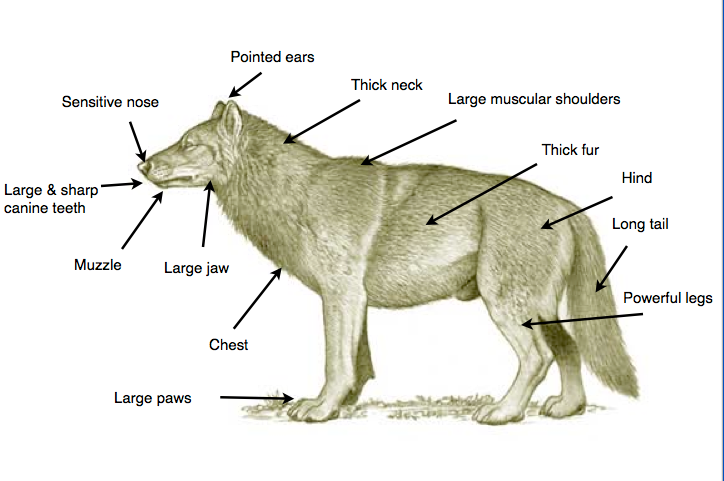 Pointed ears
Thick neck
Sensitive nose
Large muscular shoulders
Thick fur
Hind
Large & sharp
canine teeth
Long tail
Muzzle
Large jaw
Powerful legs
Chest
Large paws